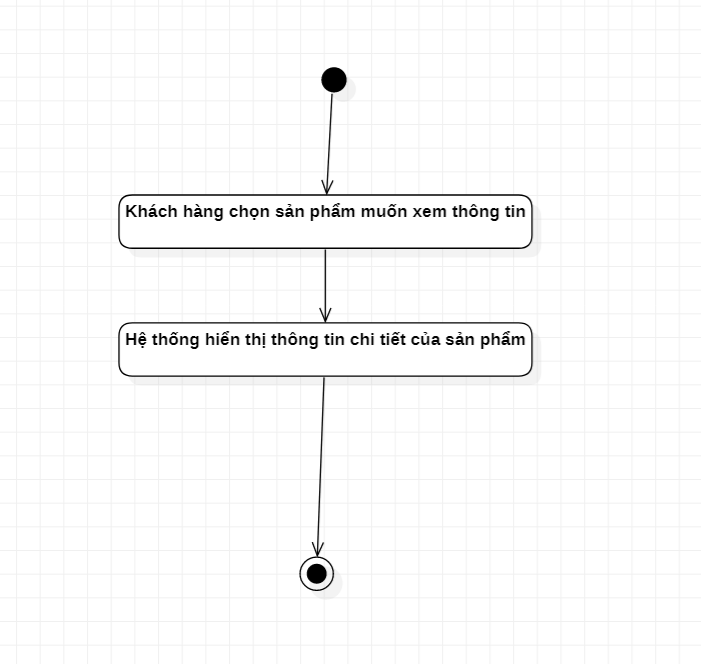 Khách hàng chọn sản phẩm muốn xem thông tin
Hệ thống hiển thị thông tin chi tiết của sản phẩm